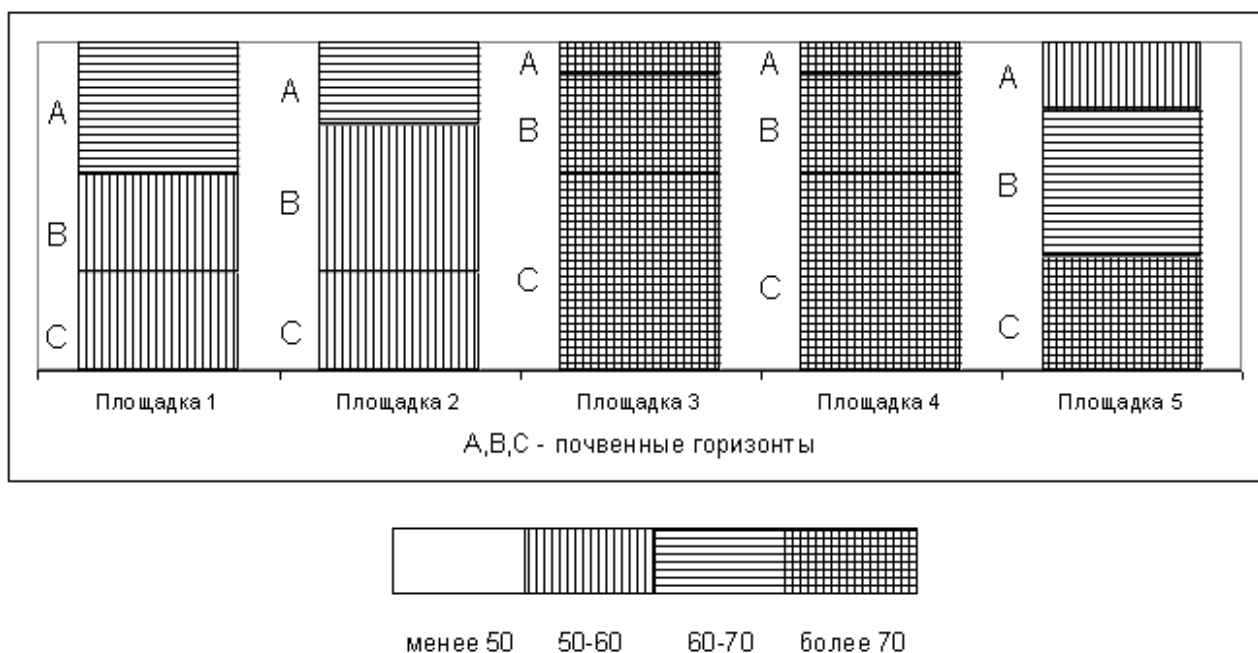 A A A A A
B B B B B
C C C C C
Площадка 1 Площадка 2 Площадка 3 Площадка 4 Площадка 5
А,В,С - почвенные горизонты
менее 50 50-60 60-70 более 70